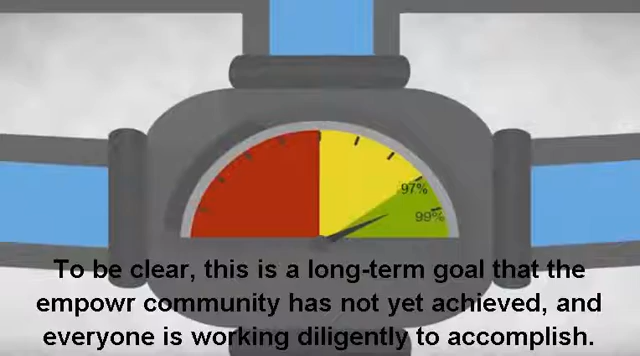 97%
99%
To be clear, this is a long-term goal that the
empowr community has not yet achieved, and
everyone is working diligently to accomplish.